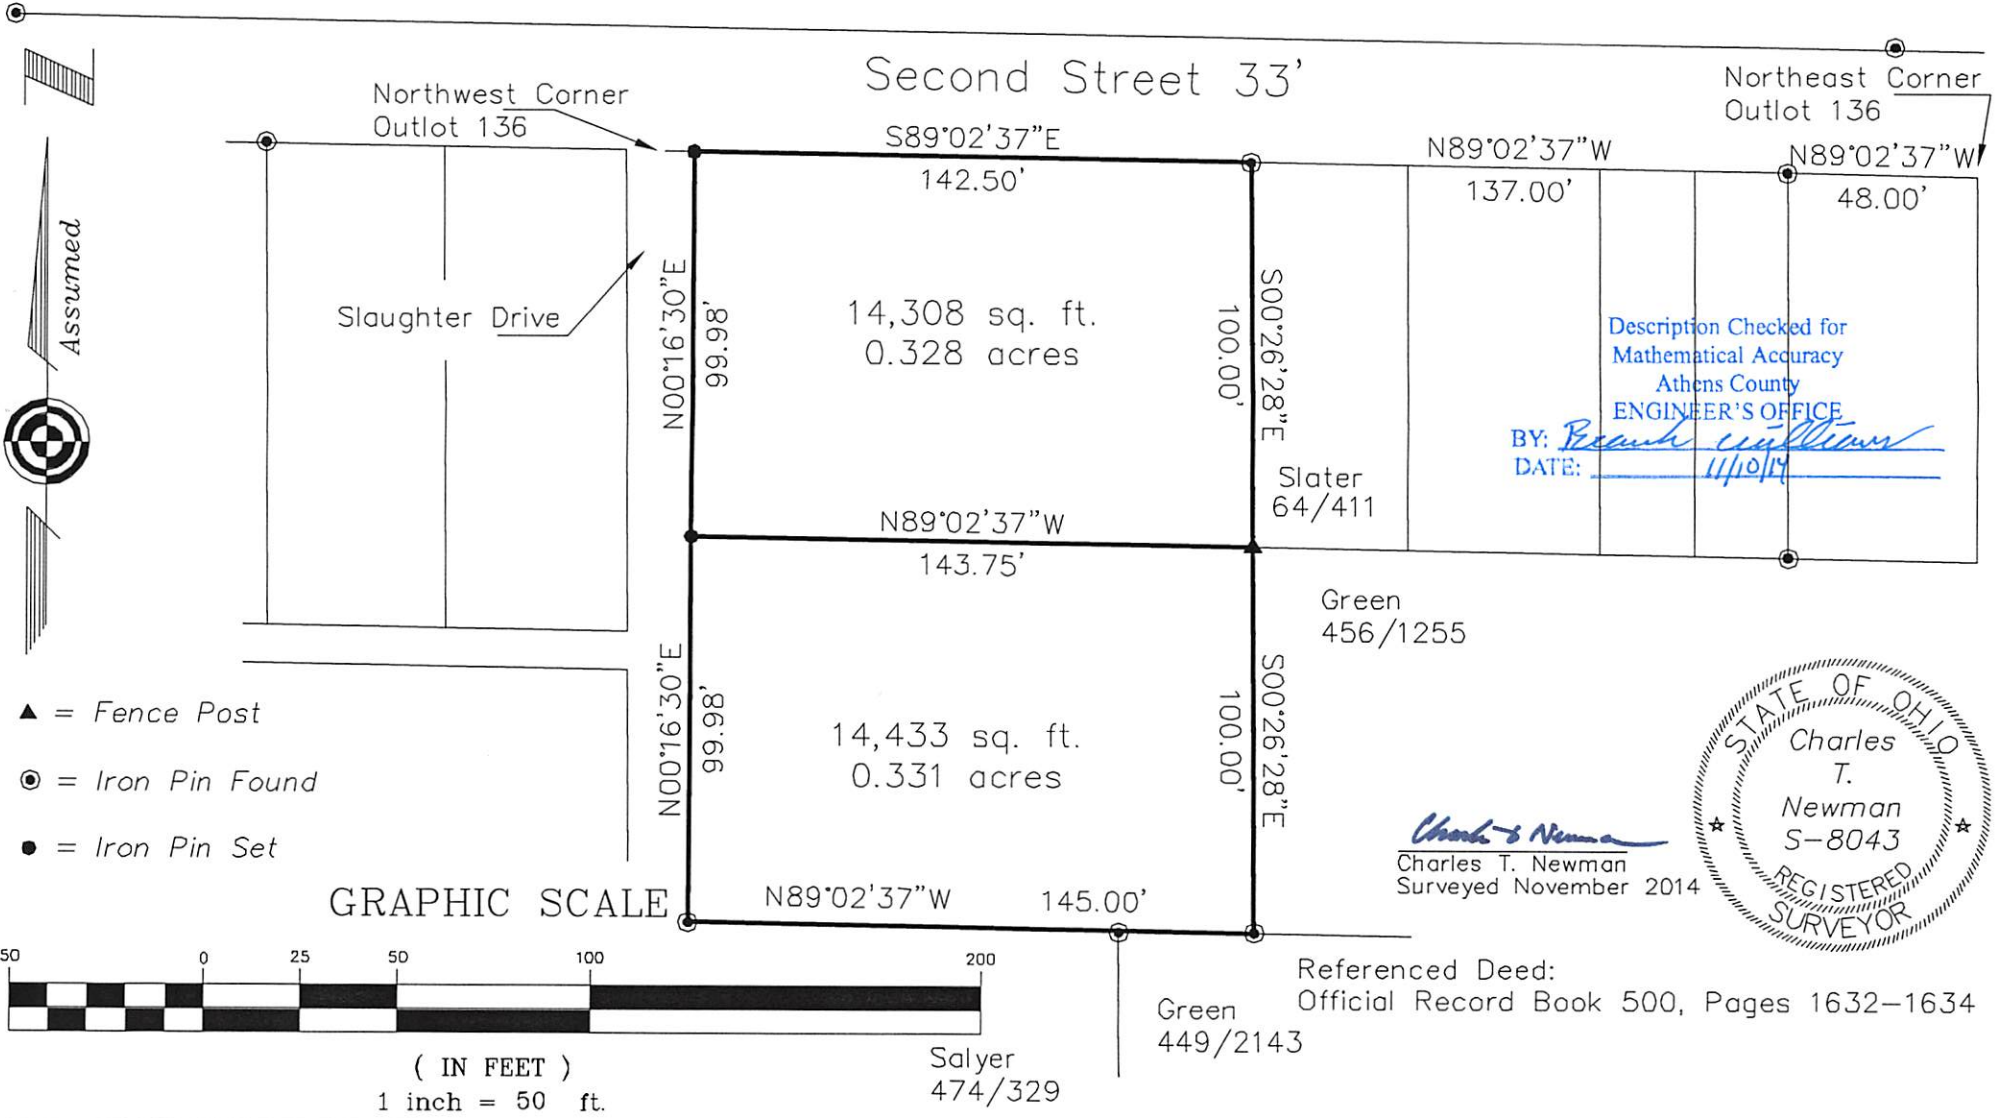 Second Street 33'
Northwest Corner
Outlot 136
Northeast Corner
Outlot 136
S89°02'37"E
142.50'
N89°02'37"W
137.00'
N89°02'37"W
48.00'
Assumed
Slaughter Drive
N00°16'30"E
99.98'
14,308 sq. ft.
0.328 acres
S00°26'28"E
100.00'
Description Checked for
Mathematical Accuracy
Athens County
ENGINEER'S OFFICE
BY:
DATE: 11/10/14
Slater
64/411
N89°02'37"W
143.75'
Green
456/1255
N00°16'30"E
99.98'
14,433 sq. ft.
0.331 acres
S00°26'28"E
100.00'
= Fence Post
= Iron Pin Found
= Iron Pin Set
STATE OF OHIO
Charles
T.
Newman
S-8043
REGISTERED
SURVEYOR
Charles T. Newman
Surveyed November 2014
N89°02'37"W 145.00'
GRAPHIC SCALE
50 0 25 50 100 200
( IN FEET )
1 inch = 50 ft.
Salyer
474/329
Green
449/2143
Referenced Deed:
Official Record Book 500, Pages 1632-1634